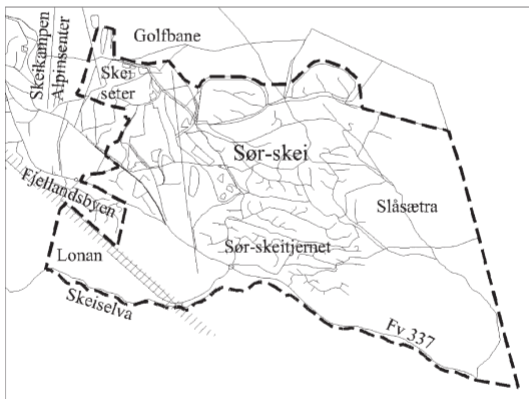 Golfbane
Skeikampen
Alpinsenter
Skei
seter
Sør-skei
Fjellandsbyen
Slåsætra
Lonan
Sør-skeitjernet
Skeiselva
Fv 337